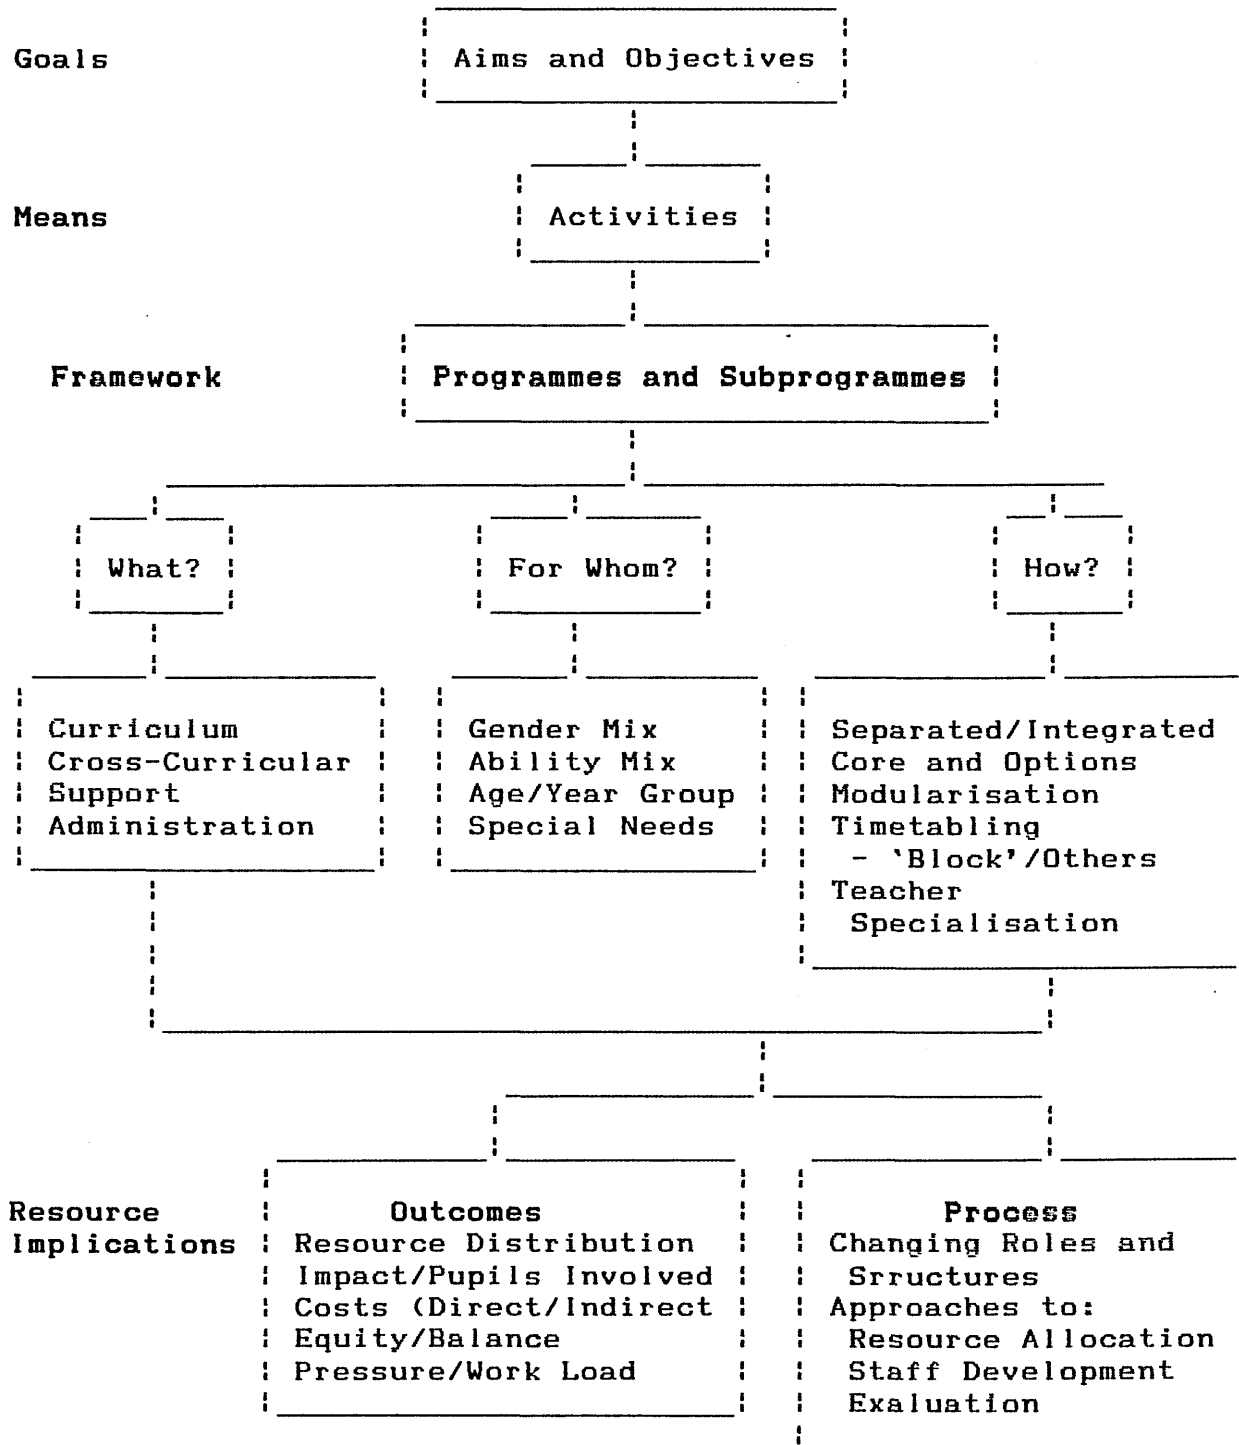 Goals
Aims and Objectives
Means
Activities
Framework
Programmes and Subprogrammes
What?
For Whom?
How?
Curriculum
Cross-Curricular
Support
Administration
Gender Mix
Ability Mix
Age/Year Group
Special Needs
Separated/Integrated
Core and Options
Modularisation
Timetabling
- 'Block'/Others
Teacher
Specialisation
Resource
Implications
Outcomes
Resource Distribution
Impact/Pupils Involved
Costs (Direct/Indirect
Equity/Balance
Pressure/Work Load
Process
Changing Roles and
Srructures
Approaches to:
Resource Allocation
Staff Development
Exaluation